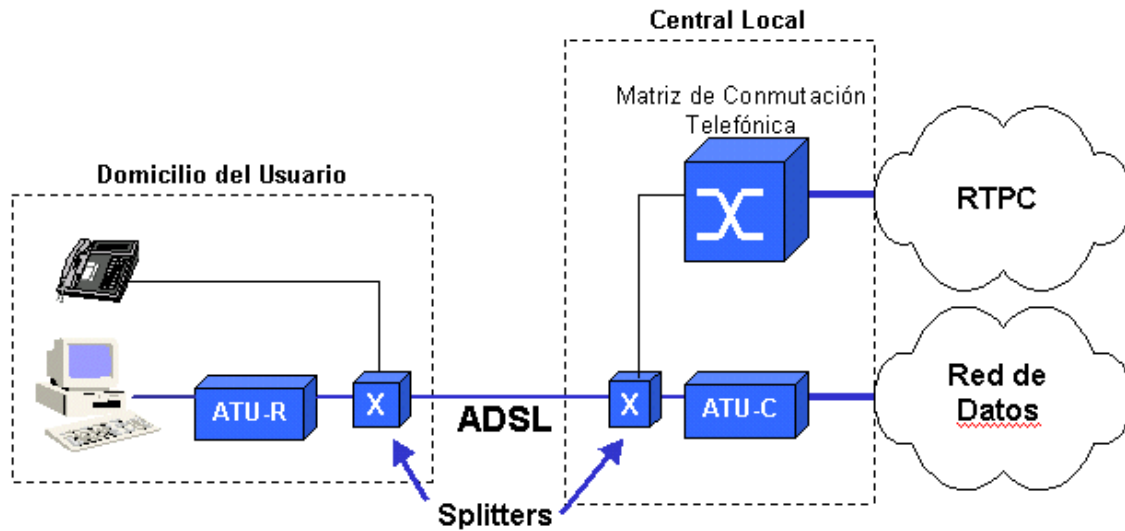 Central Local
Matriz de Conmutación
Telefónica
Domicilio del Usuario
RTPC
ATU-R
X
ADSL
X
ATU-C
Red de
Datos
Splitters